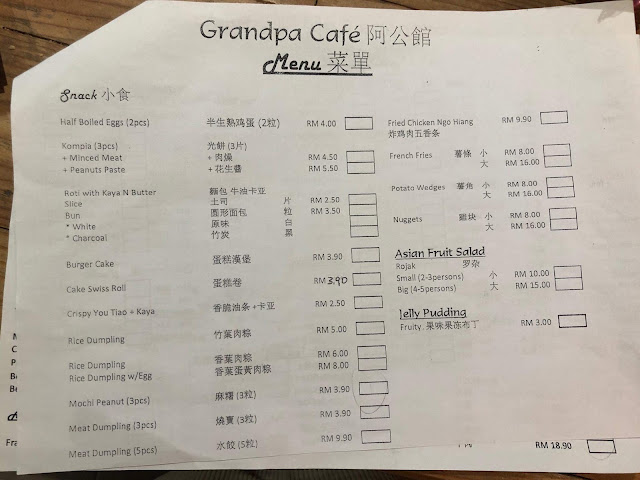 Grandpa Café 阿公館
Menu 菜單
Snack 小食
Half Boiled Eggs (2pcs) 半生熟鸡蛋 (2粒) RM 4.00
Kompia (3pcs) 光餅 (3片)
+ Minced Meat + 肉燥 RM 4.50
+ Peanuts Paste + 花生醬 RM 5.50
Roti with Kaya N Butter 麵包 牛油卡亚
Slice 土司 片 RM 2.50
Bun 圆形面包 粒 RM 3.50
* White 原味 白
* Charcoal 竹炭 黑
Burger Cake 蛋糕漢堡 RM 3.90
Cake Swiss Roll 蛋糕卷 RM 3.90
Crispy You Tiao + Kaya 香脆油条 +卡亚 RM 2.50
Rice Dumpling 竹葉肉粽 RM 5.00
Rice Dumpling 香葉肉粽 RM 6.00
Rice Dumpling w/Egg 香葉蛋黃肉粽 RM 8.00
Mochi Peanut (3pcs) 麻糬 (3粒) RM 3.90
Meat Dumpling (3pcs) 燒賣 (3粒) RM 3.90
Meat Dumpling (5pcs) 水餃 (5粒) RM 9.90
Fried Chicken Ngo Hiang RM 9.90
炸鸡肉五香条
French Fries 薯條 小 RM 8.00
大 RM 16.00
Potato Wedges 薯角 小 RM 8.00
大 RM 16.00
Nuggets 雞块 小 RM 8.00
大 RM 16.00
Asian Fruit Salad
Rojak 罗杂
Small (2-3persons) 小 RM 10.00
Big (4-5persons) 大 RM 15.00
Jelly Pudding
Fruity 果味果冻布丁 RM 3.00
RM 18.90
Fra